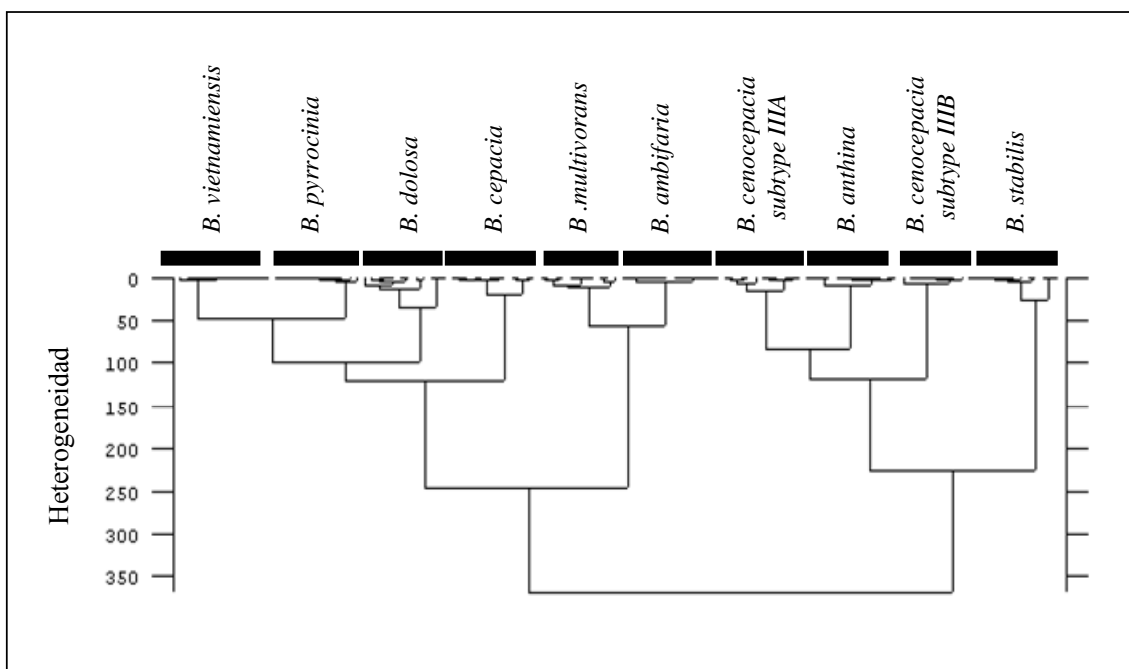 B. vietnamiensis
B. pyrrocinia
B. dolosa
B. cepacia
B .multivorans
B. ambifaria
B. cenocepacia
subtype IIIA
B. anthina
B. cenocepacia
subtype IIIB
B. stabilis
Heterogeneidad
0
50
100
150
200
250
300
350